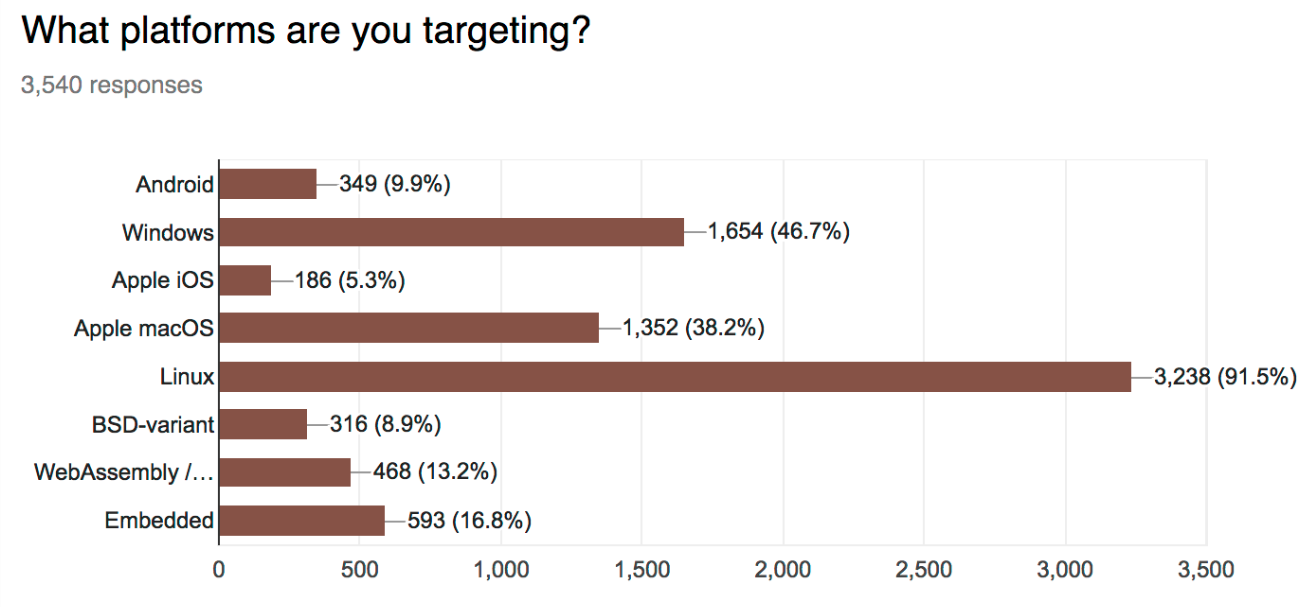 What platforms are you targeting?
3,540 responses
Android 349 (9.9%)
Windows 1,654 (46.7%)
Apple iOS 186 (5.3%)
Apple macOS 1,352 (38.2%)
Linux 3,238 (91.5%)
BSD-variant 316 (8.9%)
WebAssembly /… 468 (13.2%)
Embedded 593 (16.8%)
0 500 1,000 1,500 2,000 2,500 3,000 3,500